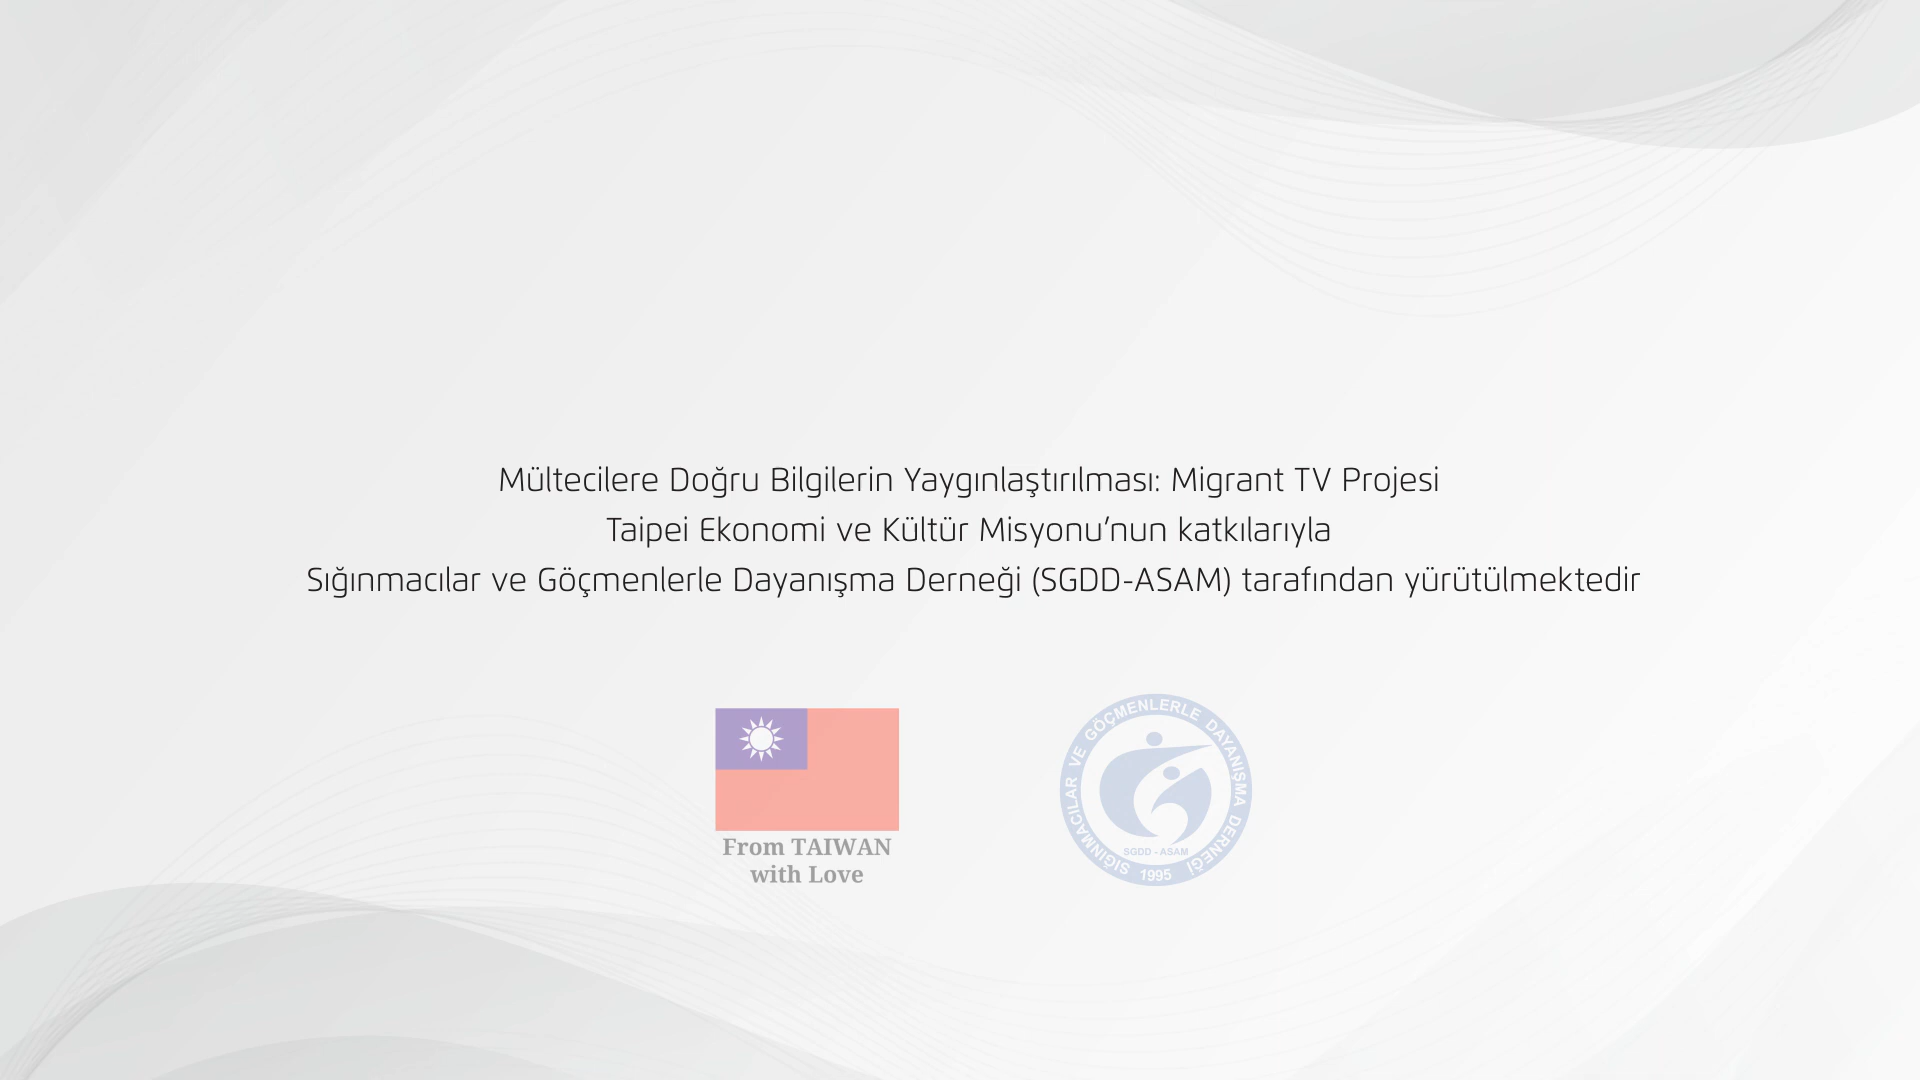 Mültecilere Doğru Bilgilerin Yaygınlaştırılması: Migrant TV Projesi
Taipei Ekonomi ve Kültür Misyonu’nun katkılarıyla
Sığınmacılar ve Göçmenlerle Dayanışma Derneği (SGDD-ASAM) tarafından yürütülmektedir
From TAIWAN
with Love
SIĞINMACILAR VE GÖÇMENLERLE DAYANIŞMA DERNEĞİ
SGDD - ASAM
1995